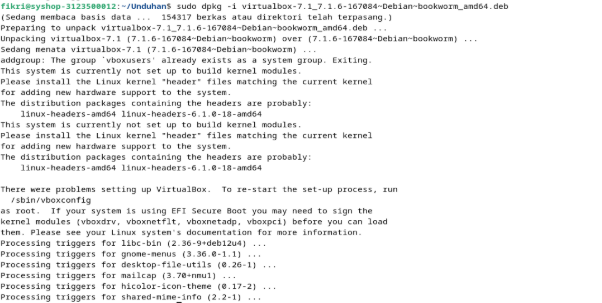 fikri@syshop-3123500012:~/Unduhan$ sudo dpkg -i virtualbox-7.1_7.1.6-167084~Debian~bookworm_amd64.deb
(Sedang membaca basis data ...  154317 berkas atau direktori telah terpasang.)
Preparing to unpack virtualbox-7.1_7.1.6-167084~Debian~bookworm_amd64.deb ...
Unpacking virtualbox-7.1 (7.1.6-167084~Debian~bookworm) over (7.1.6-167084~Debian~bookworm) ...
Sedang menata virtualbox-7.1 (7.1.6-167084~Debian~bookworm) ...
addgroup: The group `vboxusers' already exists as a system group. Exiting.
This system is currently not set up to build kernel modules.
Please install the Linux kernel "header" files matching the current kernel
for adding new hardware support to the system.
The distribution packages containing the headers are probably:
    linux-headers-amd64 linux-headers-6.1.0-18-amd64
This system is currently not set up to build kernel modules.
Please install the Linux kernel "header" files matching the current kernel
for adding new hardware support to the system.
The distribution packages containing the headers are probably:
    linux-headers-amd64 linux-headers-6.1.0-18-amd64

There were problems setting up VirtualBox.  To re-start the set-up process, run
  /sbin/vboxconfig
as root.  If your system is using EFI Secure Boot you may need to sign the
kernel modules (vboxdrv, vboxnetflt, vboxnetadp, vboxpci) before you can load
them. Please see your Linux system's documentation for more information.
Processing triggers for libc-bin (2.36-9+deb12u4) ...
Processing triggers for gnome-menus (3.36.0-1.1) ...
Processing triggers for desktop-file-utils (0.26-1) ...
Processing triggers for mailcap (3.70+nmu1) ...
Processing triggers for hicolor-icon-theme (0.17-2) ...
Processing triggers for shared-mime-info (2.2-1) ...